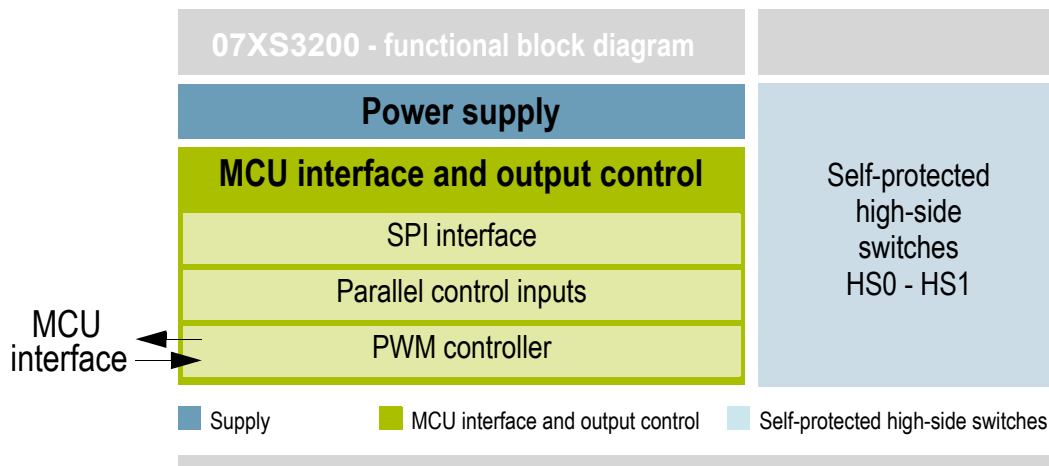 07XS3200 - functional block diagram
Power supply
MCU interface and output control
SPI interface
Parallel control inputs
PWM controller
MCU
interface
Self-protected
high-side
switches
HS0 - HS1
Supply
MCU interface and output control
Self-protected high-side switches